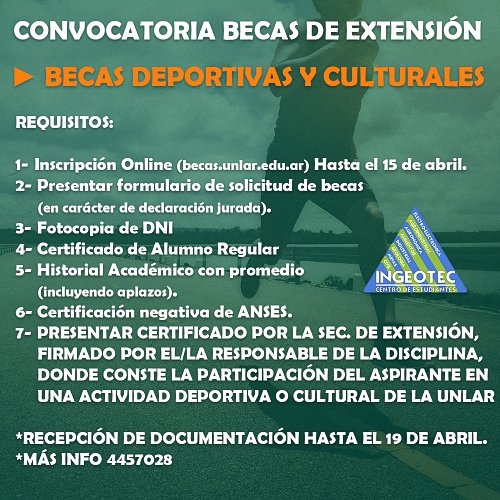 CONVOCATORIA BECAS DE EXTENSIÓN
► BECAS DEPORTIVAS Y CULTURALES
REQUISITOS:
1- Inscripción Online (becas.unlar.edu.ar) Hasta el 15 de abril.
2- Presentar formulario de solicitud de becas
(en carácter de declaración jurada).
3- Fotocopia de DNI
4- Certificado de Alumno Regular
5- Historial Académico con promedio
(incluyendo aplazos).
6- Certificación negativa de ANSES.
7- PRESENTAR CERTIFICADO POR LA SEC. DE EXTENSIÓN,
FIRMADO POR EL/LA RESPONSABLE DE LA DISCIPLINA,
DONDE CONSTE LA PARTICIPACIÓN DEL ASPIRANTE EN
UNA ACTIVIDAD DEPORTIVA O CULTURAL DE LA UNLAR
INGEOTEC
CENTRO DE ESTUDIANTES
*RECEPCIÓN DE DOCUMENTACIÓN HASTA EL 19 DE ABRIL.
*MÁS INFO 4457028